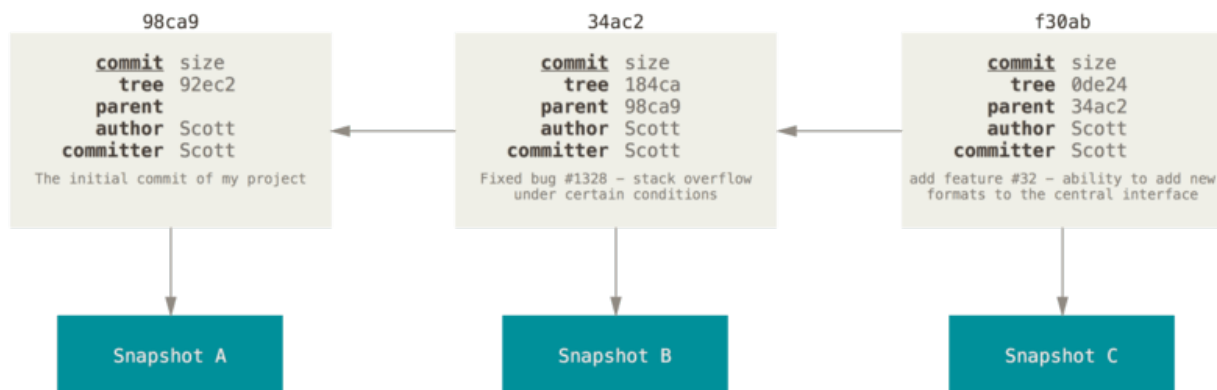 98ca9
commit size
tree 92ec2
parent
author Scott
committer Scott
The initial commit of my project
Snapshot A
34ac2
commit size
tree 184ca
parent 98ca9
author Scott
committer Scott
Fixed bug #1328 – stack overflow
under certain conditions
Snapshot B
f30ab
commit size
tree 0de24
parent 34ac2
author Scott
committer Scott
add feature #32 – ability to add new
formats to the central interface
Snapshot C